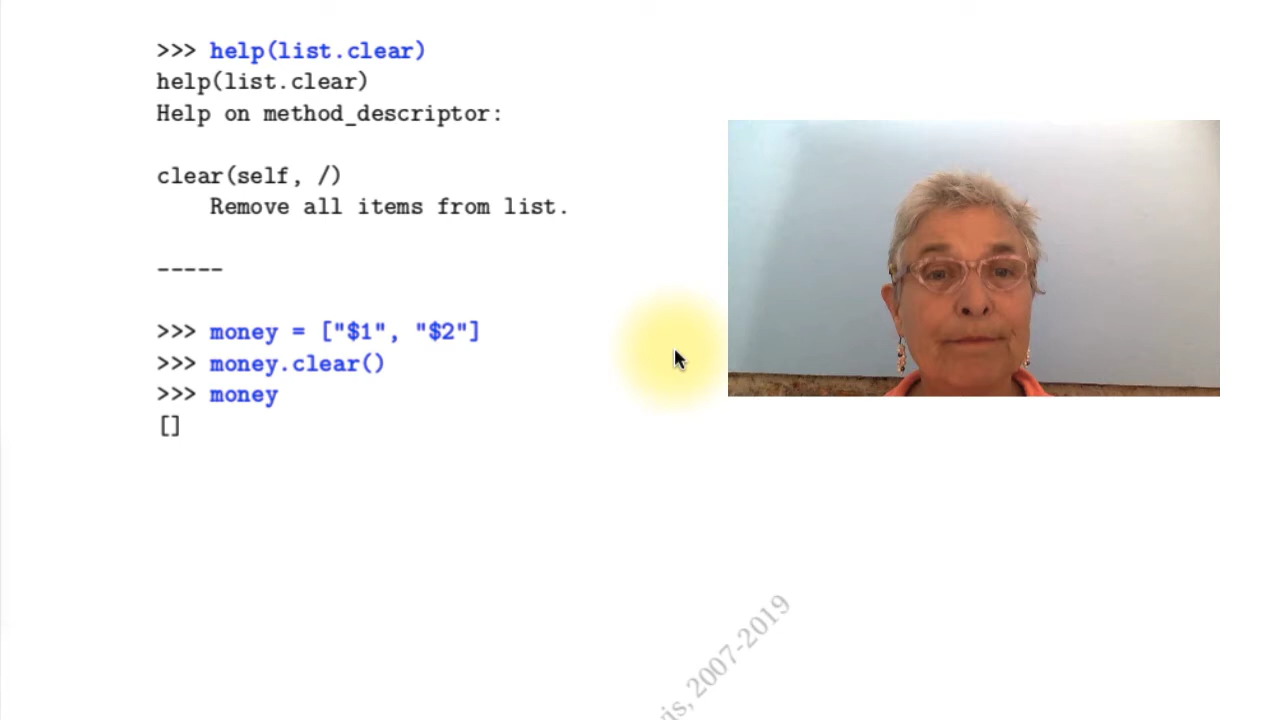 >>> help(list.clear)
help(list.clear)
Help on method_descriptor:
clear(self, /)
    Remove all items from list.
-----
>>> money = ["$1", "$2"]
>>> money.clear()
>>> money
[]
2007-2019